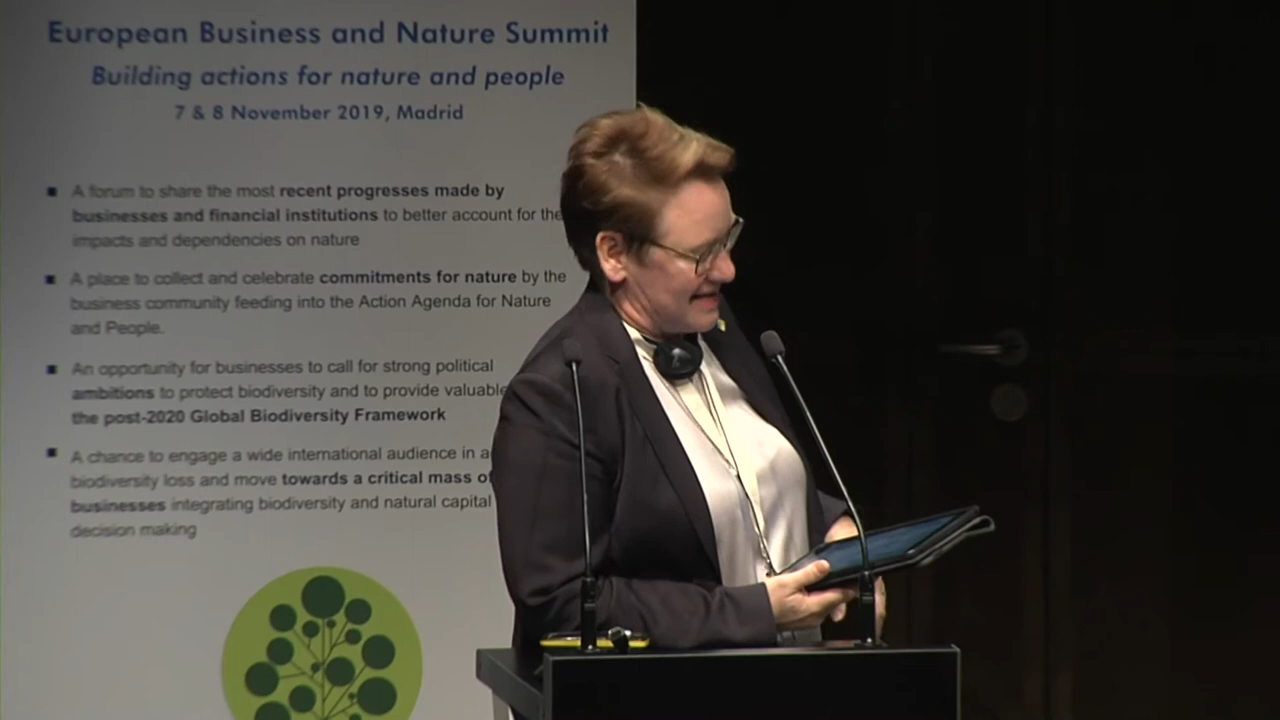 European Business and Nature Summit
Building actions for nature and people
7 & 8 November 2019, Madrid
A forum to share the most recent progresses made by
businesses and financial institutions to better account for the
impacts and dependencies on nature
A place to collect and celebrate commitments for nature by the
business community feeding into the Action Agenda for Nature
and People.
An opportunity for businesses to call for strong political
ambitions to protect biodiversity and to provide valuable
the post-2020 Global Biodiversity Framework
A chance to engage a wide international audience in a
biodiversity loss and move towards a critical mass of
businesses integrating biodiversity and natural capital
decision making